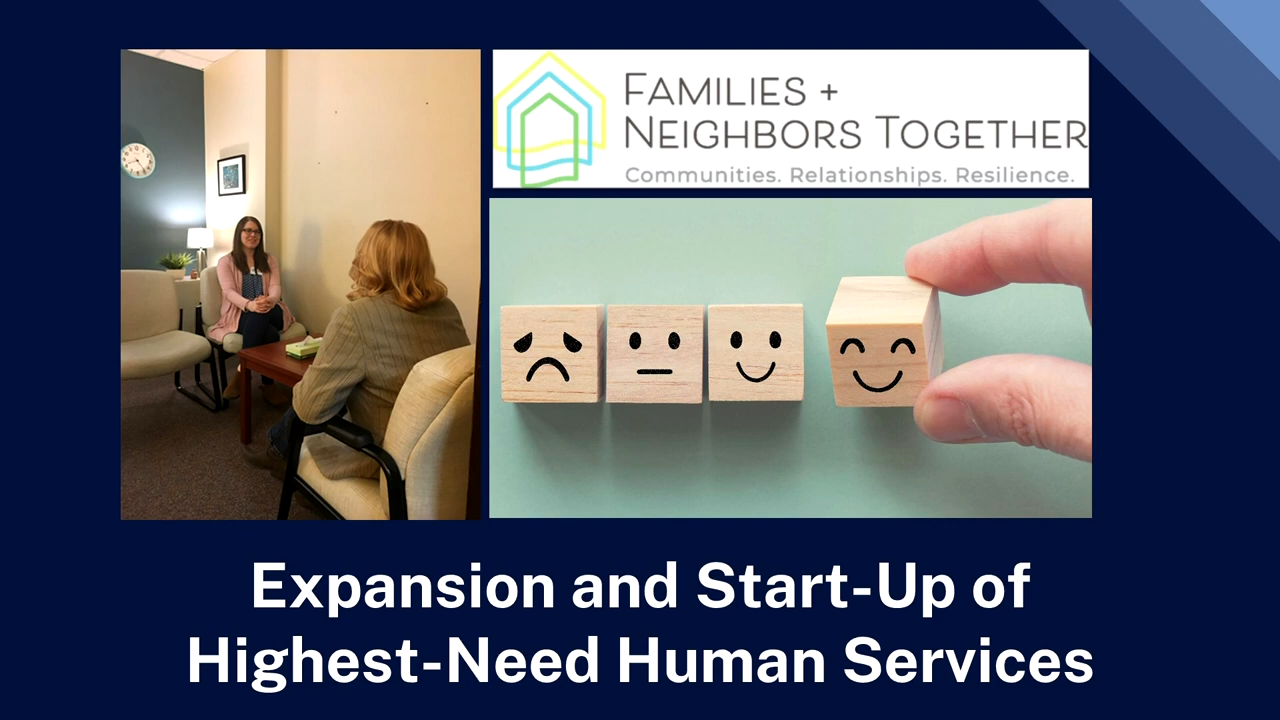 FAMILIES +
NEIGHBORS TOGETHER
Communities. Relationships. Resilience.
Expansion and Start-Up of
Highest-Need Human Services